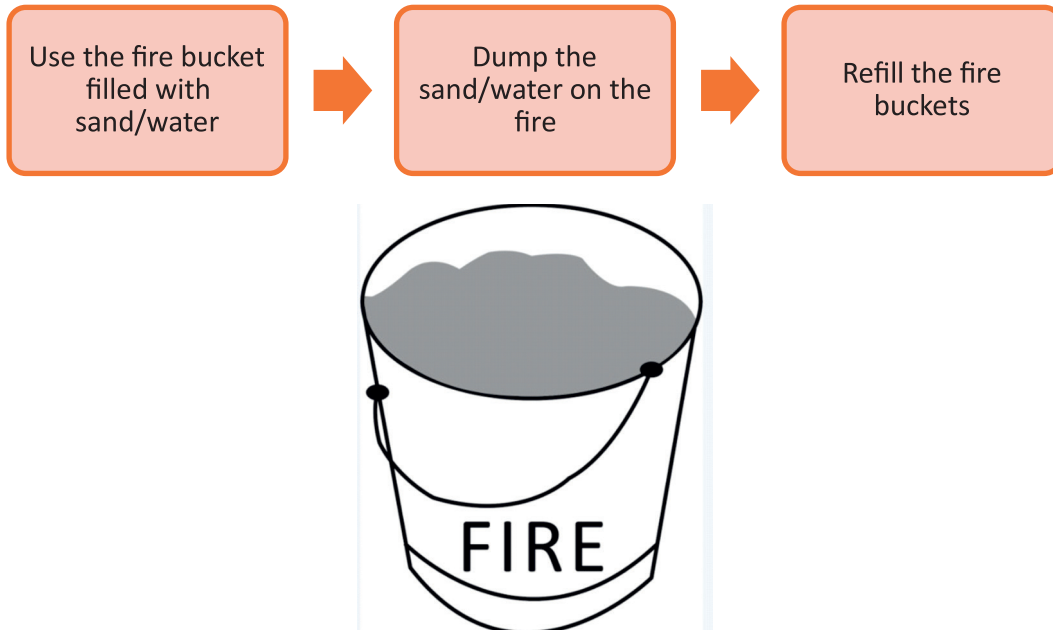 Use the fire bucket
filled with
sand/water
Dump the
sand/water on the
fire
Refill the fire
buckets
FIRE